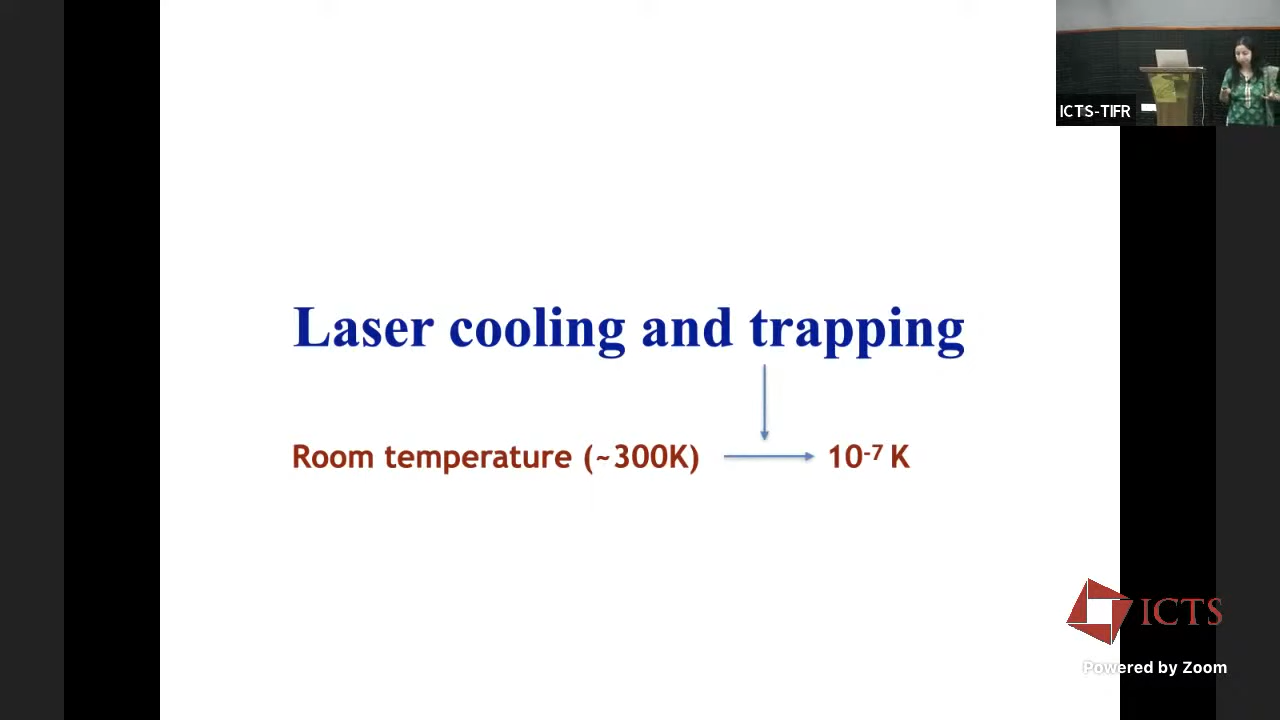 ICTS-TIFR
Laser cooling and trapping
Room temperature (~300K) 10⁻⁷ K
ICTS
Powered by Zoom